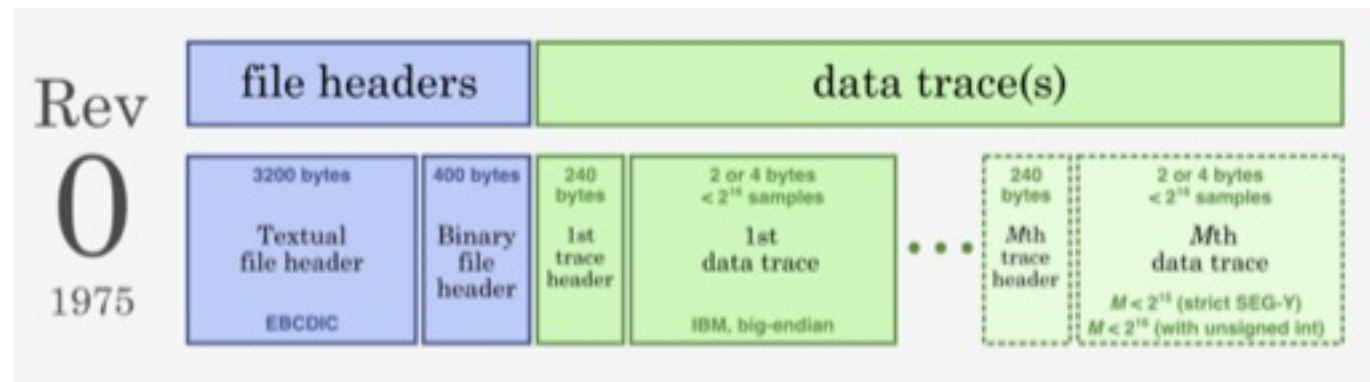 Rev
0
1975
file headers
data trace(s)
3200 bytes
Textual
file header
EBCDIC
400 bytes
Binary
file
header
240
bytes
1st
trace
header
2 or 4 bytes
< 2¹⁶ samples
1st
data trace
IBM, big-endian
240
bytes
Mth
trace
header
2 or 4 bytes
< 2¹⁶ samples
Mth
data trace
M < 2¹⁵ (strict SEG-Y)
M < 2¹⁶ (with unsigned int)